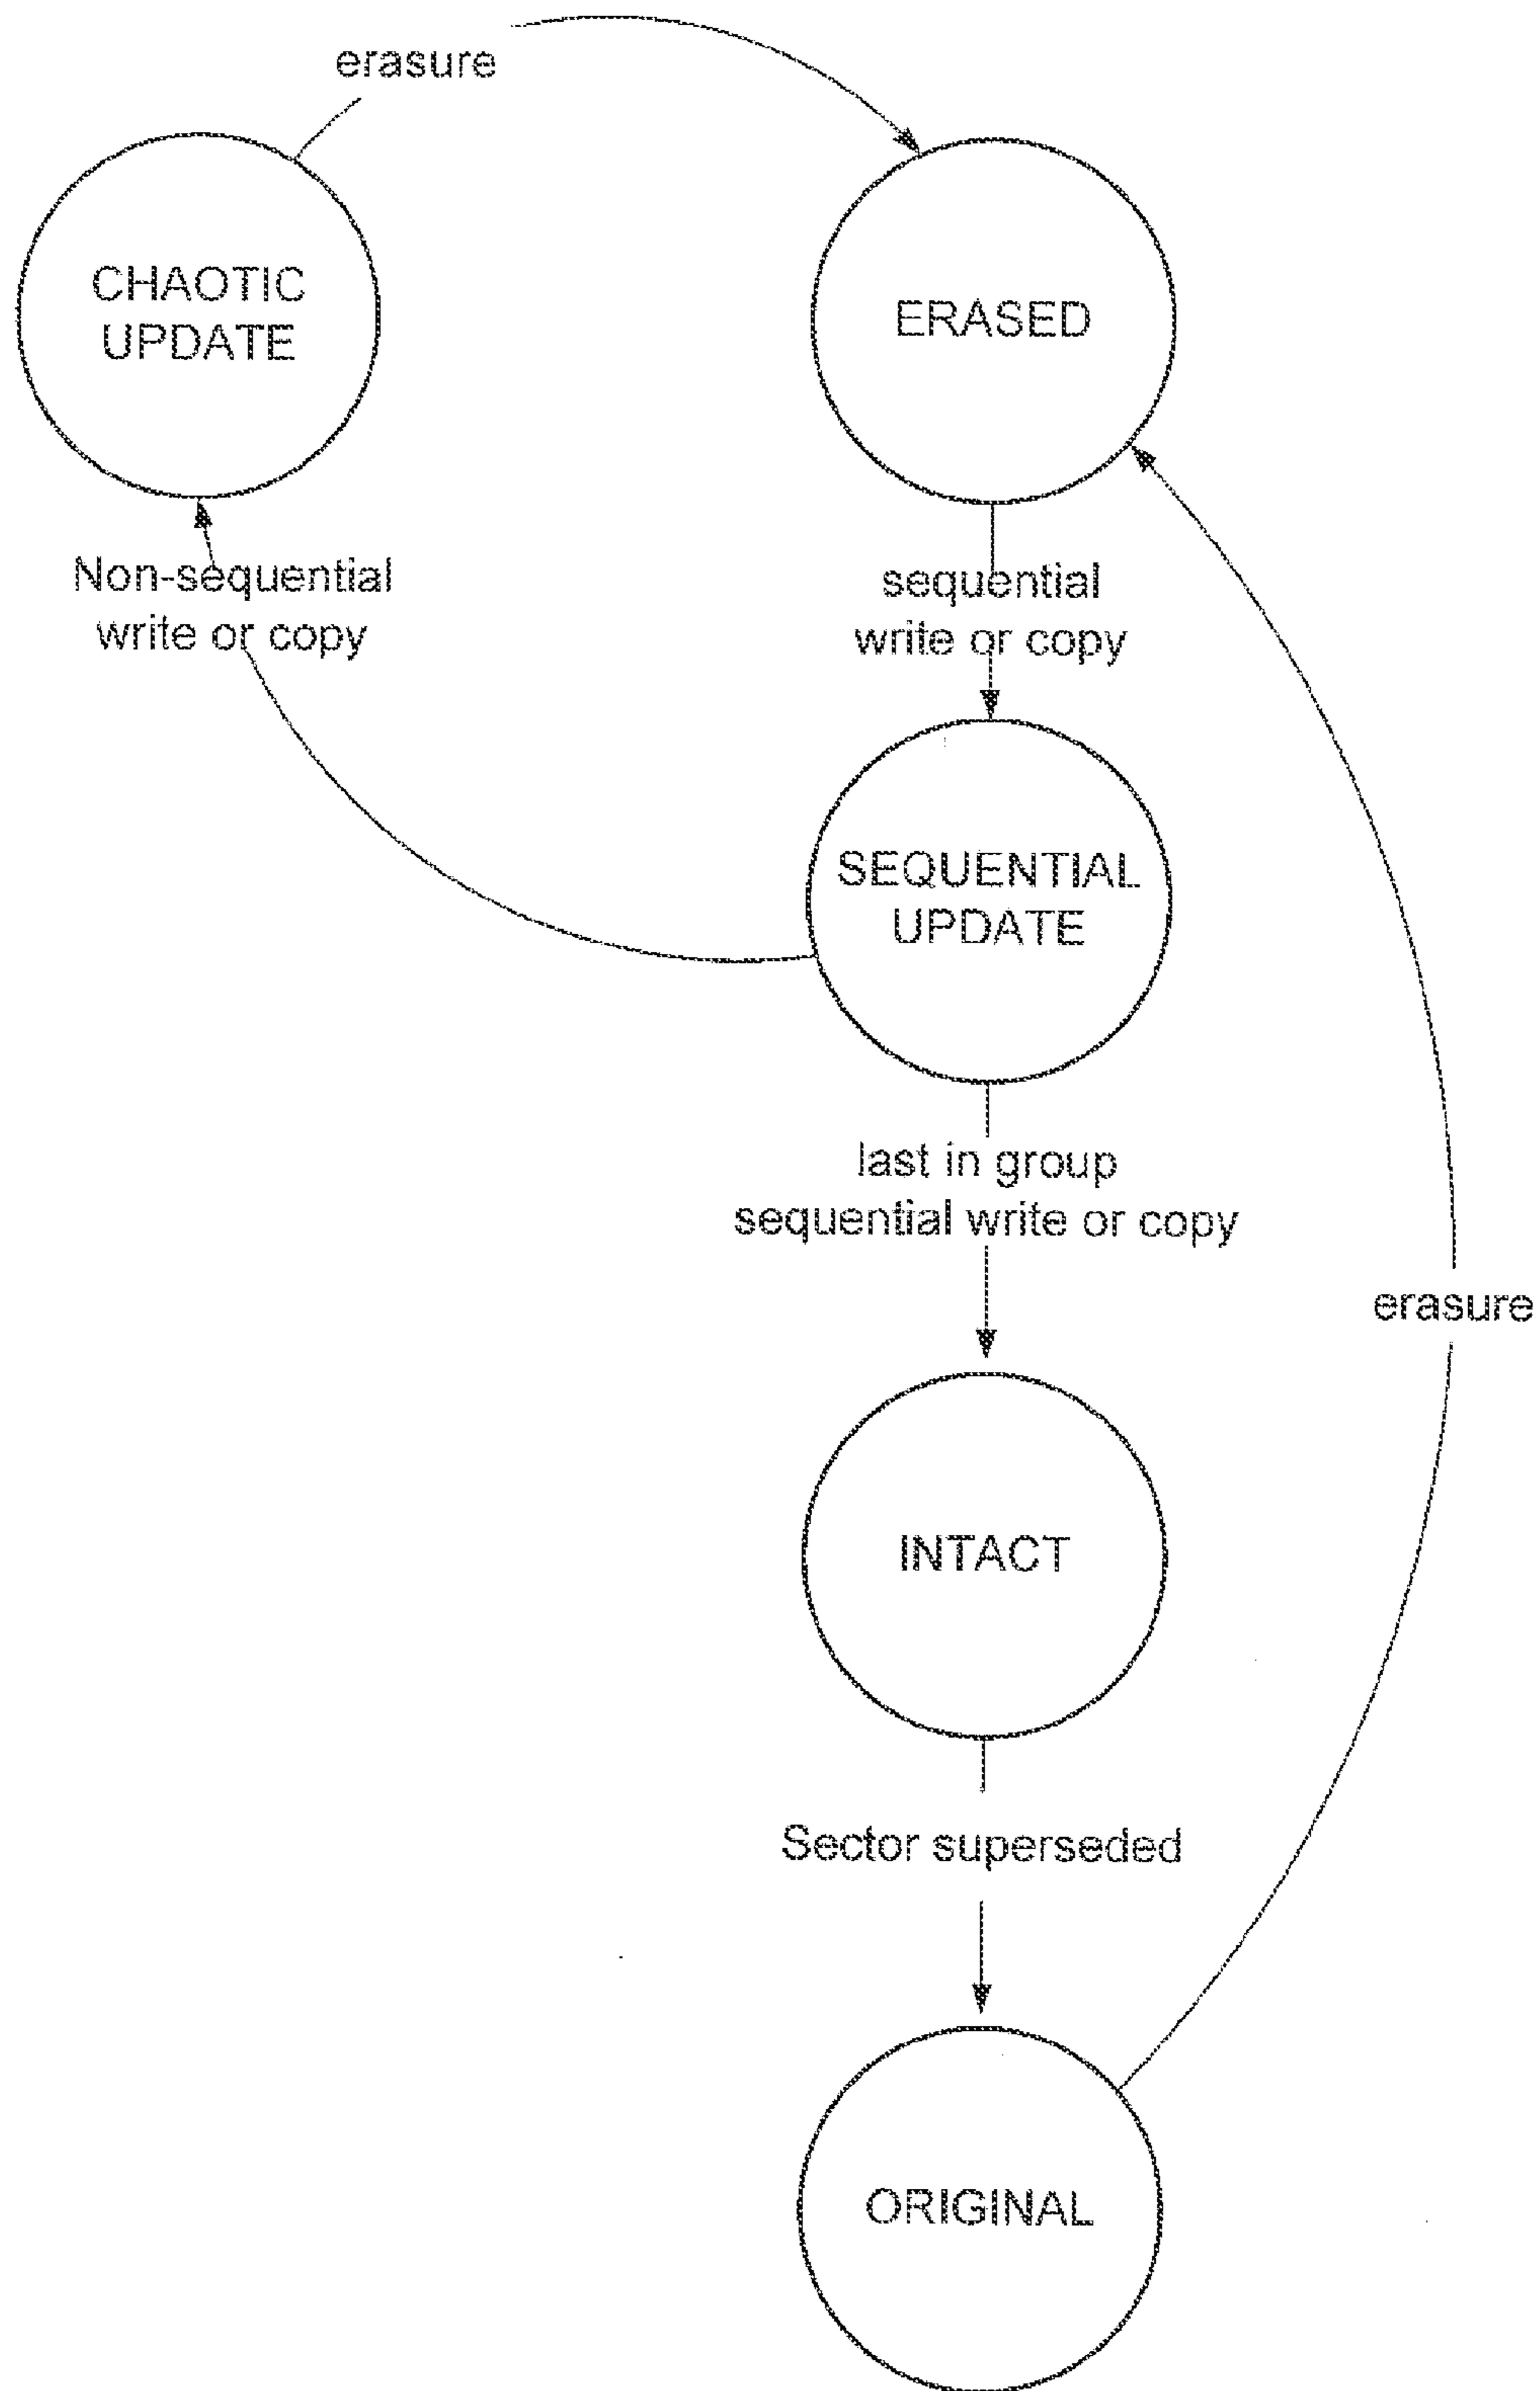 erasure
CHAOTIC
UPDATE
ERASED
Non-sequential
write or copy
sequential
write or copy
SEQUENTIAL
UPDATE
last in group
sequential write or copy
erasure
INTACT
Sector superseded
ORIGINAL